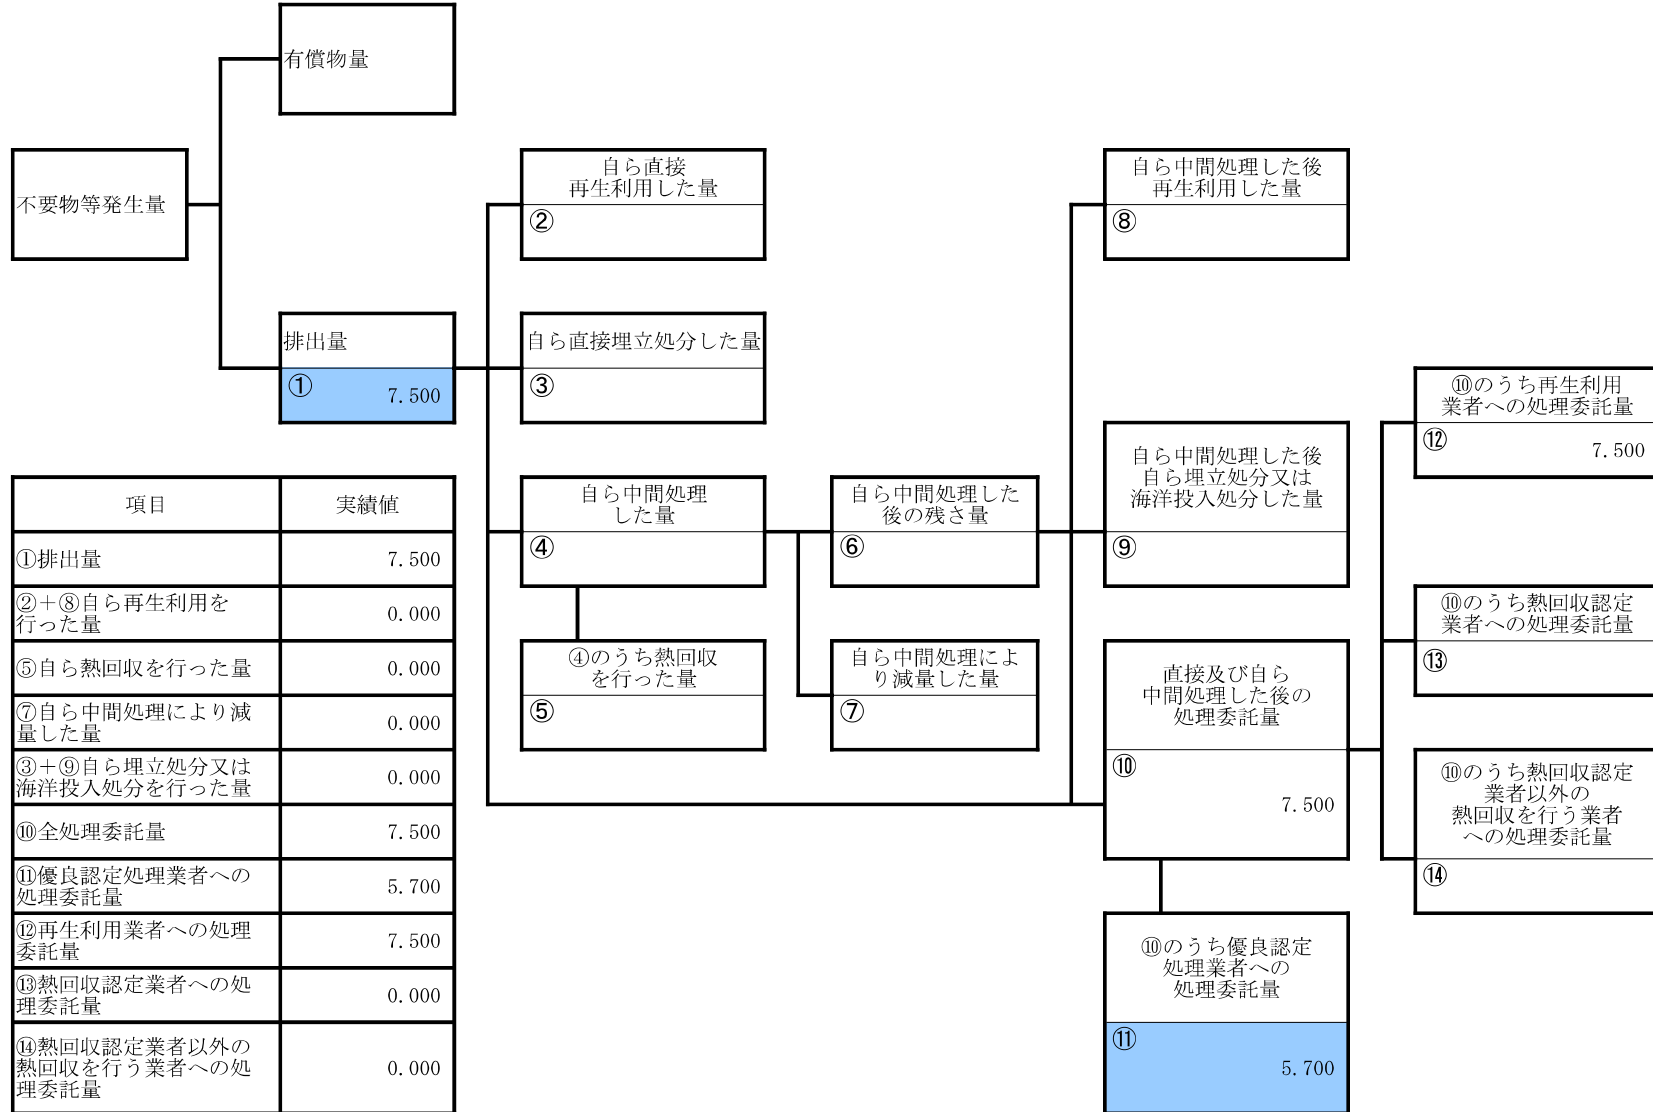 有償物量
不要物等発生量
自ら直接
再生利用した量
②
自ら中間処理した後
再生利用した量
⑧
排出量
① 7.500
自ら直接埋立処分した量
③
⑩のうち再生利用
業者への処理委託量
⑫ 7.500
自ら中間処理
した量
④
自ら中間処理した
後の残さ量
⑥
自ら中間処理した後
自ら埋立処分又は
海洋投入処分した量
⑨
⑩のうち熱回収認定
業者への処理委託量
⑬
④のうち熱回収
を行った量
⑤
自ら中間処理によ
り減量した量
⑦
直接及び自ら
中間処理した後の
処理委託量
⑩
7.500
⑩のうち熱回収認定
業者以外の
熱回収を行う業者
への処理委託量
⑭
⑩のうち優良認定
処理業者への
処理委託量
⑪
5.700
項目 実績値
①排出量 7.500
②＋⑧自ら再生利用を
行った量 0.000
⑤自ら熱回収を行った量 0.000
⑦自ら中間処理により減
量した量 0.000
③＋⑨自ら埋立処分又は
海洋投入処分を行った量 0.000
⑩全処理委託量 7.500
⑪優良認定処理業者への
処理委託量 5.700
⑫再生利用業者への処理
委託量 7.500
⑬熱回収認定業者への処
理委託量 0.000
⑭熱回収認定業者以外の
熱回収を行う業者への処
理委託量 0.000